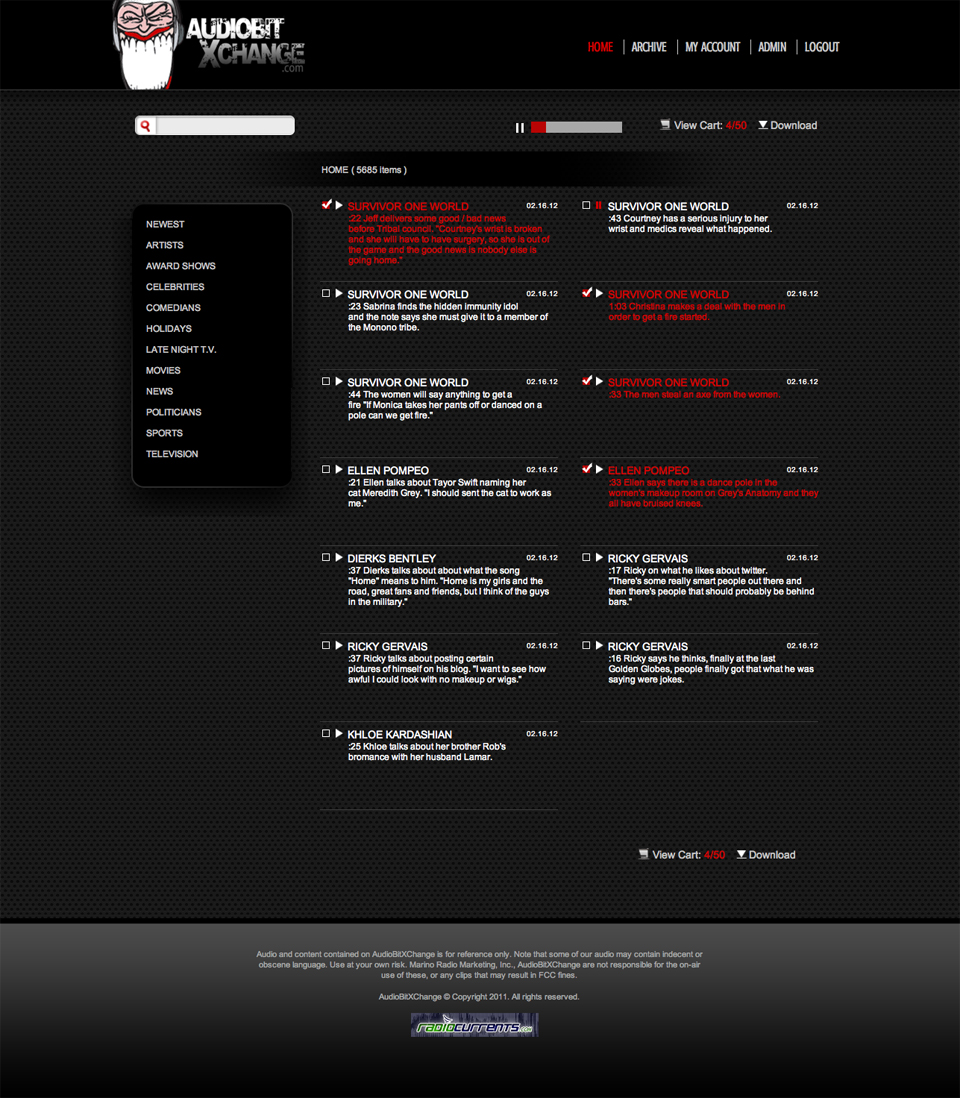 AUDIOBIT
XCHANGE
.com
HOME
ARCHIVE
MY ACCOUNT
ADMIN
LOGOUT
View Cart: 4/50
Download
HOME ( 5685 items )
NEWEST
ARTISTS
AWARD SHOWS
CELEBRITIES
COMEDIANS
HOLIDAYS
LATE NIGHT T.V.
MOVIES
NEWS
POLITICIANS
SPORTS
TELEVISION
SURVIVOR ONE WORLD 02.16.12
:22 Jeff delivers some good / bad news
before Tribal council. "Courtney's wrist is broken
and she will have to have surgery, so she is out of
the game and the good news is nobody else is
going home."
SURVIVOR ONE WORLD 02.16.12
:43 Courtney has a serious injury to her
wrist and medics reveal what happened.
SURVIVOR ONE WORLD 02.16.12
:23 Sabrina finds the hidden immunity idol
and the note says she must give it to a member of
the Monono tribe.
SURVIVOR ONE WORLD 02.16.12
1:03 Christina makes a deal with the men in
order to get a fire started.
SURVIVOR ONE WORLD 02.16.12
:44 The women will say anything to get a
fire "If Monica takes her pants off or danced on a
pole can we get fire."
SURVIVOR ONE WORLD 02.16.12
:33 The men steal an axe from the women.
ELLEN POMPEO 02.16.12
:21 Ellen talks about Tayor Swift naming her
cat Meredith Grey. "I should sent the cat to work as
me."
ELLEN POMPEO 02.16.12
:33 Ellen says there is a dance pole in the
women's makeup room on Grey's Anatomy and they
all have bruised knees.
DIERKS BENTLEY 02.16.12
:37 Dierks talks about about what the song
"Home" means to him. "Home is my girls and the
road, great fans and friends, but I think of the guys
in the military."
RICKY GERVAIS 02.16.12
:17 Ricky on what he likes about twitter.
"There's some really smart people out there and
then there's people that should probably be behind
bars."
RICKY GERVAIS 02.16.12
:37 Ricky talks about posting certain
pictures of himself on his blog. "I want to see how
awful I could look with no makeup or wigs."
RICKY GERVAIS 02.16.12
:16 Ricky says he thinks, finally at the last
Golden Globes, people finally got that what he was
saying were jokes.
KHLOE KARDASHIAN 02.16.12
:25 Khloe talks about her brother Rob's
bromance with her husband Lamar.
View Cart: 4/50
Download
Audio and content contained on AudioBitXChange is for reference only. Note that some of our audio may contain indecent or
obscene language. Use at your own risk. Marino Radio Marketing, Inc., AudioBitXChange are not responsible for the on-air
use of these, or any clips that may result in FCC fines.
AudioBitXChange © Copyright 2011. All rights reserved.
radiocurrents.com